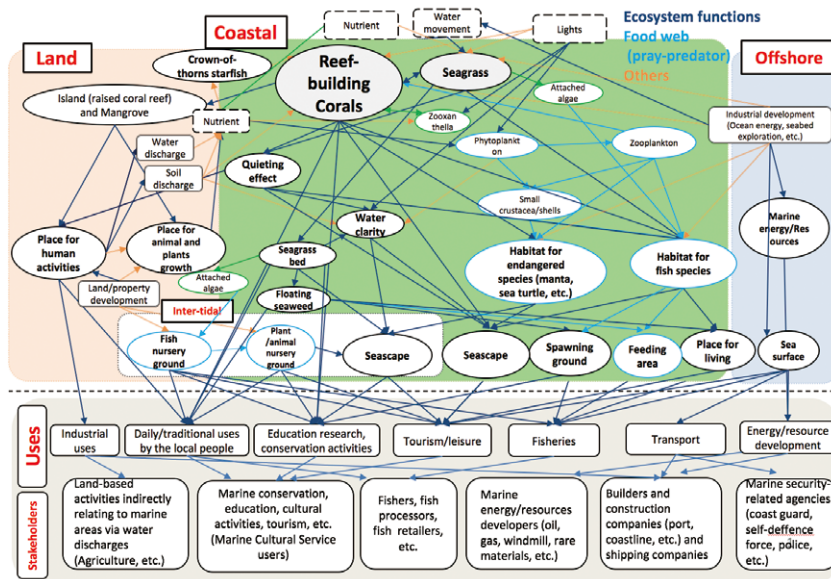 Ecosystem functions
Food web
(pray-predator)
Others
Land
Coastal
Offshore
Nutrient
Water
movement
Lights
Crown-of-
thorns starfish
Reef-
building
Corals
Seagrass
Attached
algae
Island (raised coral reef)
and Mangrove
Nutrient
Zooxan
thella
Industrial development
(Ocean energy, seabed
exploration, etc.)
Water
discharge
Phytoplankt
on
Zooplankton
Soil
discharge
Quieting
effect
Small
crustacea/shells
Water
clarity
Marine
energy/Res
ources
Place for
human
activities
Place for
animal and
plants
growth
Seagrass
bed
Habitat for
endangered
species (manta,
sea turtle, etc.)
Habitat for
fish species
Attached
algae
Land/property
development
Floating
seaweed
Inter-tidal
Fish
nursery
ground
Plant
/animal
nursery
ground
Seascape
Seascape
Spawning
ground
Feeding
area
Place for
living
Sea
surface
Uses
Industrial
uses
Daily/traditional uses
by the local people
Education research,
conservation activities
Tourism/leisure
Fisheries
Transport
Energy/resource
development
Stakeholders
Land-based
activities indirectly
relating to marine
areas via water
discharges
(Agriculture, etc.)
Marine conservation,
education, cultural
activities, tourism, etc.
(Marine Cultural Service
users)
Fishers, fish
processors,
fish retailers,
etc.
Marine
energy/resources
developers (oil,
gas, windmill, rare
materials, etc.)
Builders and
construction
companies (port,
coastline, etc.) and
shipping companies
Marine security-
related agencies
(coast guard,
self-deffence
force, police,
etc.)